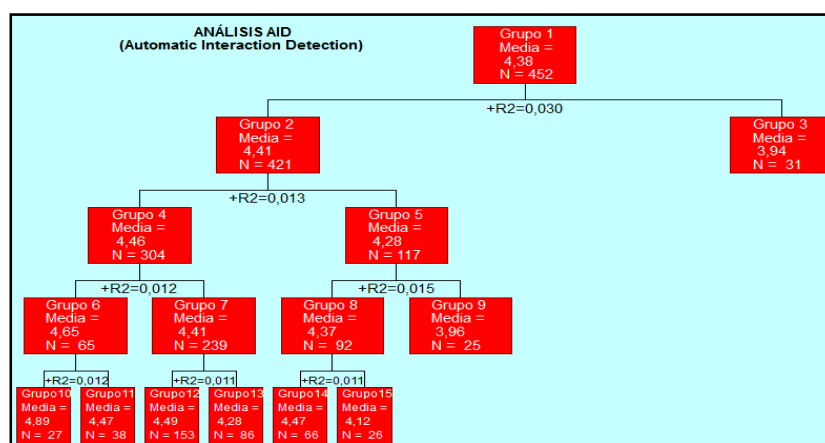 ANÁLISIS AID
(Automatic Interaction Detection)
Grupo 1
Media =
4,38
N = 452
+R2=0,030
Grupo 2
Media =
4,41
N = 421
Grupo 3
Media =
3,94
N = 31
+R2=0,013
Grupo 4
Media =
4,46
N = 304
Grupo 5
Media =
4,28
N = 117
+R2=0,012
+R2=0,015
Grupo 6
Media =
4,65
N = 65
Grupo 7
Media =
4,41
N = 239
Grupo 8
Media =
4,37
N = 92
Grupo 9
Media =
3,96
N = 25
+R2=0,012
+R2=0,011
+R2=0,011
Grupo10
Media =
4,89
N = 27
Grupo11
Media =
4,47
N = 38
Grupo12
Media =
4,49
N = 153
Grupo13
Media =
4,28
N = 86
Grupo14
Media =
4,47
N = 66
Grupo15
Media =
4,12
N = 26